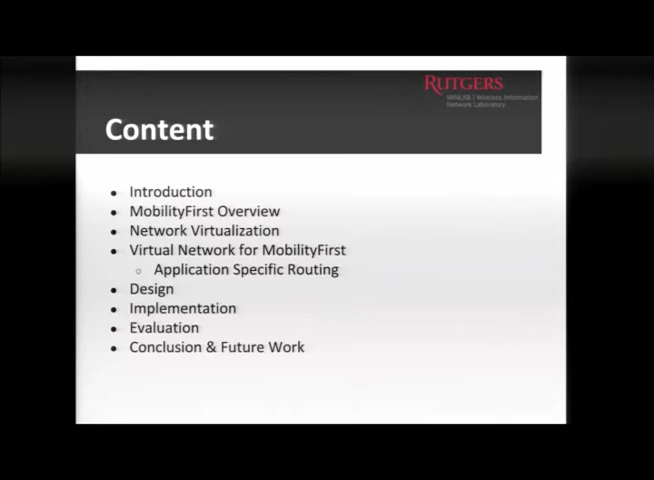 RUTGERS
WINLAB | Wireless Information
Network Laboratory
Content
• Introduction
• MobilityFirst Overview
• Network Virtualization
• Virtual Network for MobilityFirst
○ Application Specific Routing
• Design
• Implementation
• Evaluation
• Conclusion & Future Work